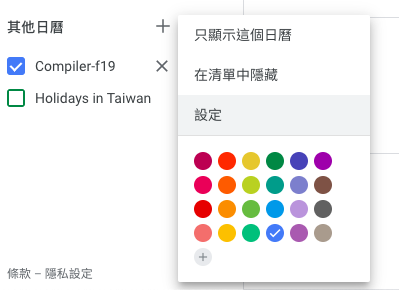 其他日曆
Compiler-f19
Holidays in Taiwan
條款 – 隱私設定
只顯示這個日曆
在清單中隱藏
設定